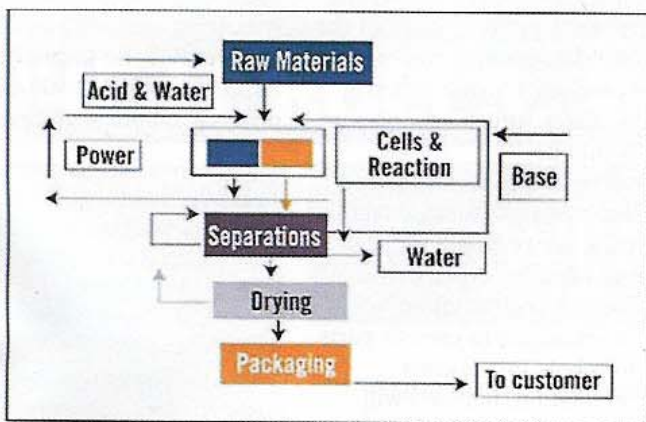 Raw Materials
Acid & Water
Power
Cells &
Reaction
Base
Separations
Water
Drying
Packaging
To customer